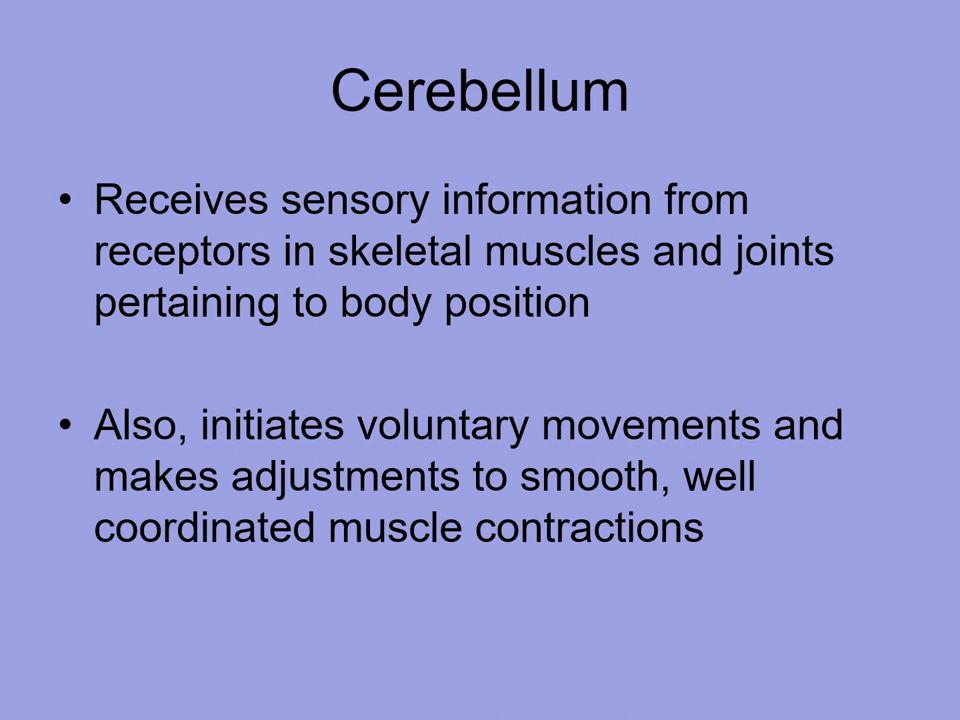 Cerebellum
• Receives sensory information from
receptors in skeletal muscles and joints
pertaining to body position
• Also, initiates voluntary movements and
makes adjustments to smooth, well
coordinated muscle contractions